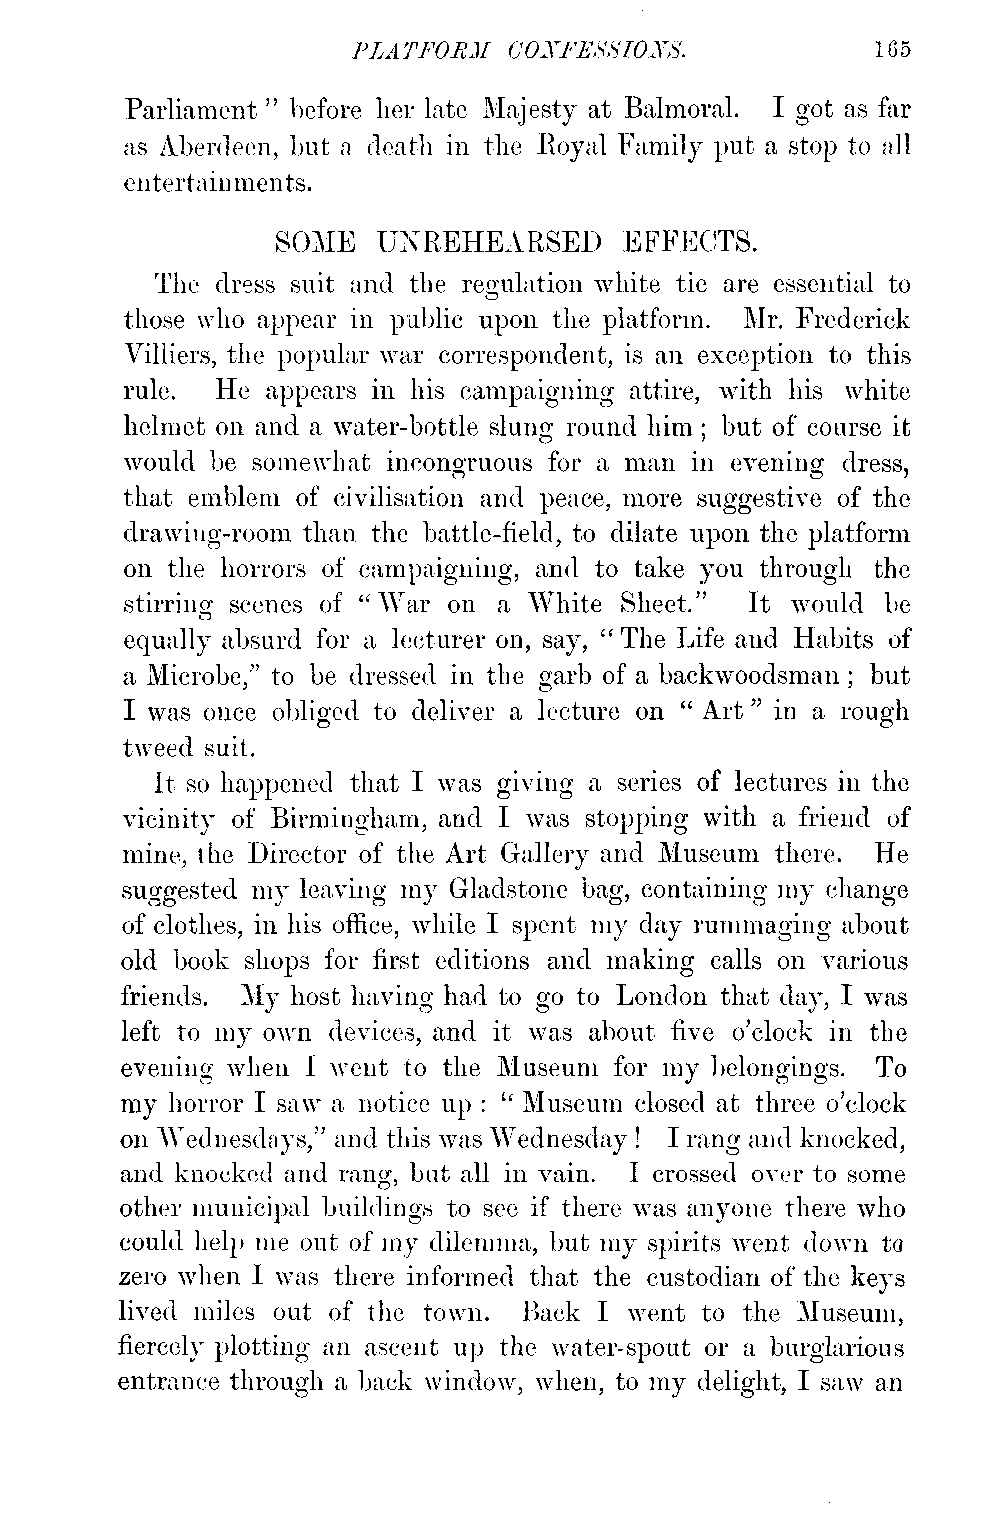 PLATFORM CONFESSIONS. 165
Parliament" before her late Majesty at Balmoral. I got as far
as Aberdeen, but a death in the Royal Family put a stop to all
entertainments.
SOME UNREHEARSED EFFECTS.
The dress suit and the regulation white tie are essential to
those who appear in public upon the platform. Mr. Frederick
Villiers, the popular war correspondent, is an exception to this
rule. He appears in his campaigning attire, with his white
helmet on and a water-bottle slung round him; but of course it
would be somewhat incongruous for a man in evening dress,
that emblem of civilisation and peace, more suggestive of the
drawing-room than the battle-field, to dilate upon the platform
on the horrors of campaigning, and to take you through the
stirring scenes of "War on a White Sheet." It would be
equally absurd for a lecturer on, say, "The Life and Habits of
a Microbe," to be dressed in the garb of a backwoodsman; but
I was once obliged to deliver a lecture on "Art" in a rough
tweed suit.
It so happened that I was giving a series of lectures in the
vicinity of Birmingham, and I was stopping with a friend of
mine, the Director of the Art Gallery and Museum there. He
suggested my leaving my Gladstone bag, containing my change
of clothes, in his office, while I spent my day rummaging about
old book shops for first editions and making calls on various
friends. My host having had to go to London that day, I was
left to my own devices, and it was about five o'clock in the
evening when I went to the Museum for my belongings. To
my horror I saw a notice up: "Museum closed at three o'clock
on Wednesdays," and this was Wednesday! I rang and knocked,
and knocked and rang, but all in vain. I crossed over to some
other municipal buildings to see if there was anyone there who
could help me out of my dilemma, but my spirits went down to
zero when I was there informed that the custodian of the keys
lived miles out of the town. Back I went to the Museum,
fiercely plotting an ascent up the water-spout or a burglarious
entrance through a back window, when, to my delight, I saw an